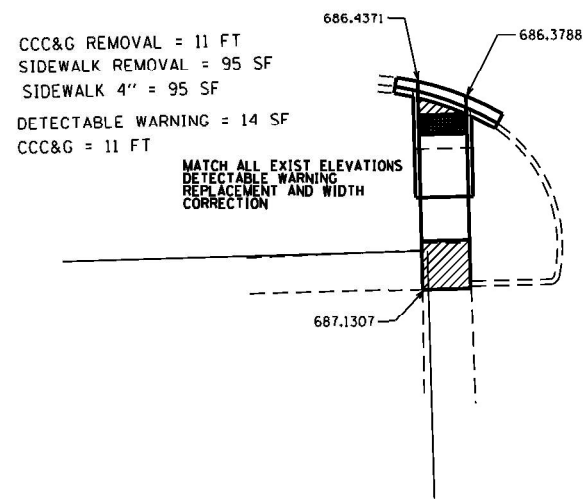 686.4371
686.3788
CCC&G REMOVAL = 11 FT
SIDEWALK REMOVAL = 95 SF
SIDEWALK 4" = 95 SF
DETECTABLE WARNING = 14 SF
CCC&G = 11 FT
MATCH ALL EXIST ELEVATIONS
DETECTABLE WARNING
REPLACEMENT AND WIDTH
CORRECTION
687.1307